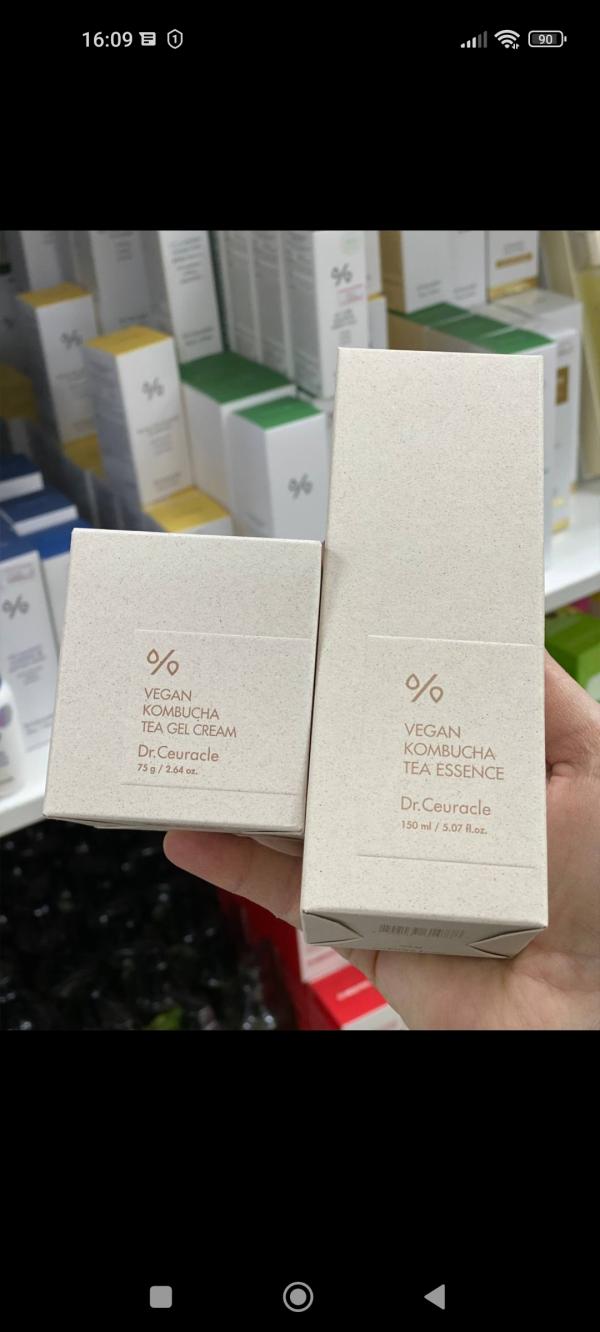 16:09
90
VEGAN
KOMBUCHA
TEA GEL CREAM
Dr.Ceuracle
75 g / 2.64 oz.
VEGAN
KOMBUCHA
TEA ESSENCE
Dr.Ceuracle
150 ml / 5.07 fl.oz.